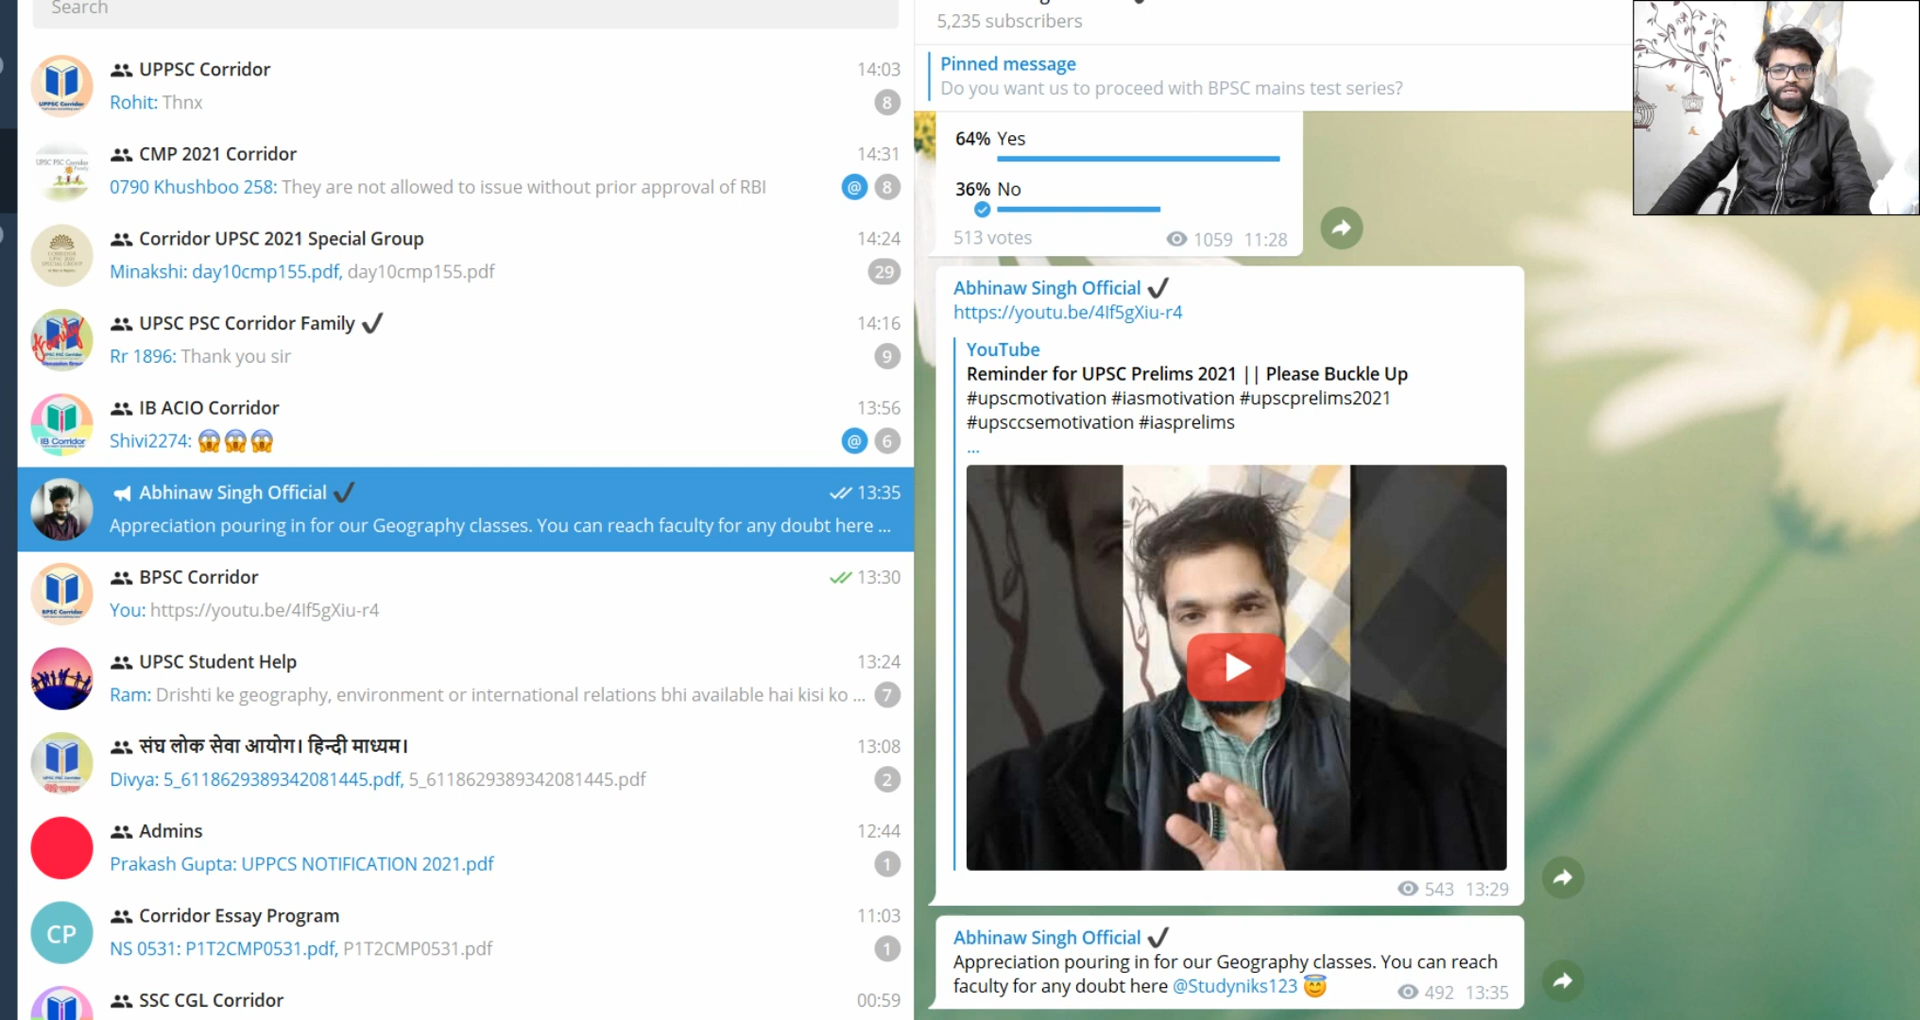 Search
UPPSC Corridor 14:03
Rohit: Thnx 8
CMP 2021 Corridor 14:31
0790 Khushboo 258: They are not allowed to issue without prior approval of RBI @ 8
Corridor UPSC 2021 Special Group 14:24
Minakshi: day10cmp155.pdf, day10cmp155.pdf 29
UPSC PSC Corridor Family ✔ 14:16
Rr 1896: Thank you sir 9
IB ACIO Corridor 13:56
Shivi2274: 😱😱😱 @ 6
Abhinaw Singh Official ✔ 13:35
Appreciation pouring in for our Geography classes. You can reach faculty for any doubt here ...
BPSC Corridor 13:30
You: https://youtu.be/4If5gXiu-r4
UPSC Student Help 13:24
Ram: Drishti ke geography, environment or international relations bhi available hai kisi ko ... 7
संघ लोक सेवा आयोग। हिन्दी माध्यम। 13:08
Divya: 5_6118629389342081445.pdf, 5_6118629389342081445.pdf 2
Admins 12:44
Prakash Gupta: UPPCS NOTIFICATION 2021.pdf 1
CP
Corridor Essay Program 11:03
NS 0531: P1T2CMP0531.pdf, P1T2CMP0531.pdf 1
SSC CGL Corridor 00:59
5,235 subscribers
Pinned message
Do you want us to proceed with BPSC mains test series?
64% Yes
36% No
513 votes 1059 11:28
Abhinaw Singh Official ✔
https://youtu.be/4If5gXiu-r4
YouTube
Reminder for UPSC Prelims 2021 || Please Buckle Up
#upscmotivation #iasmotivation #upscprelims2021
#upsccsemotivation #iasprelims
...
543 13:29
Abhinaw Singh Official ✔
Appreciation pouring in for our Geography classes. You can reach
faculty for any doubt here @Studyniks123 😇 492 13:35